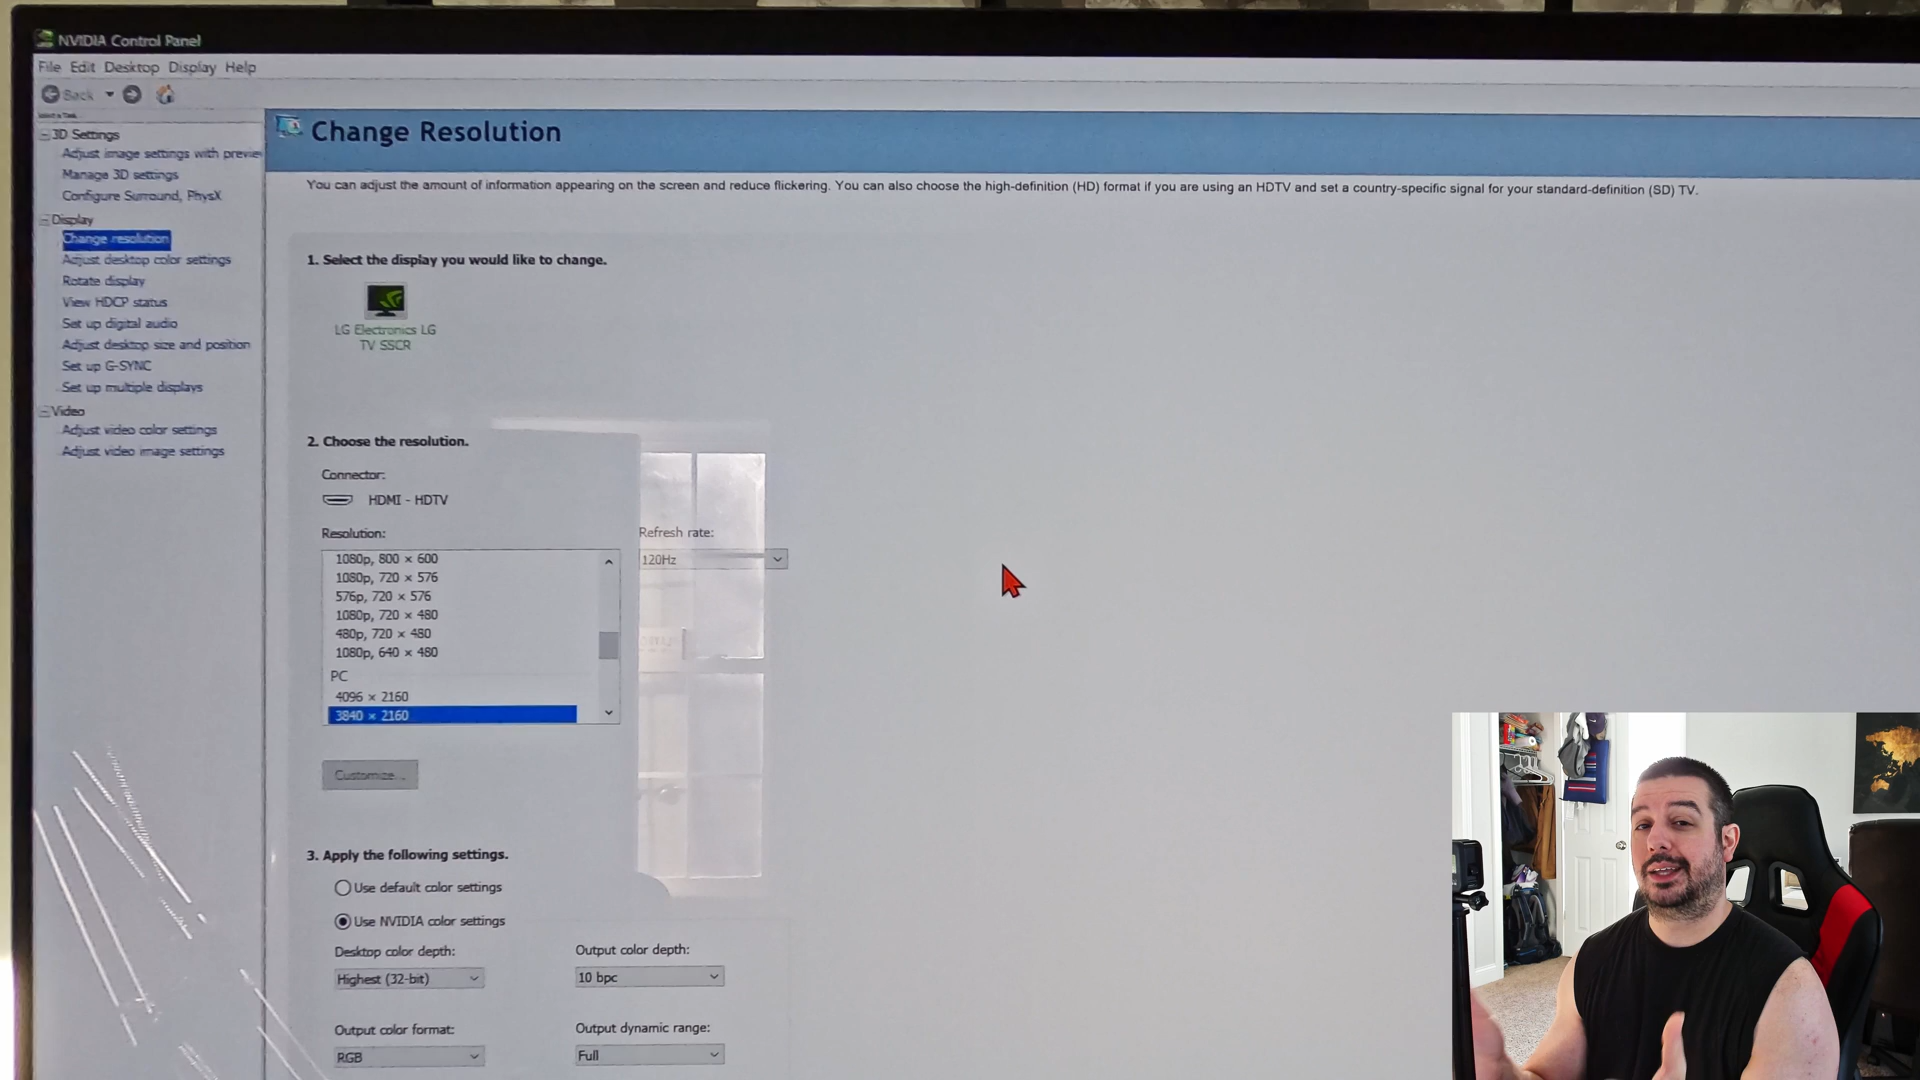 NVIDIA Control Panel
File Edit Desktop Display Help
Back
3D Settings
Adjust image settings with preview
Manage 3D settings
Configure Surround, PhysX
Display
Change resolution
Adjust desktop color settings
Rotate display
View HDCP status
Set up digital audio
Adjust desktop size and position
Set up G-SYNC
Set up multiple displays
Video
Adjust video color settings
Adjust video image settings
Change Resolution
You can adjust the amount of information appearing on the screen and reduce flickering. You can also choose the high-definition (HD) format if you are using an HDTV and set a country-specific signal for your standard-definition (SD) TV.
1. Select the display you would like to change.
LG Electronics LG
TV SSCR
2. Choose the resolution.
Connector:
HDMI - HDTV
Resolution:
Refresh rate:
120Hz
1080p, 800 × 600
1080p, 720 × 576
576p, 720 × 576
1080p, 720 × 480
480p, 720 × 480
1080p, 640 × 480
PC
4096 × 2160
3840 × 2160
Customize...
3. Apply the following settings.
Use default color settings
Use NVIDIA color settings
Desktop color depth:
Output color depth:
Highest (32-bit)
10 bpc
Output color format:
Output dynamic range:
RGB
Full